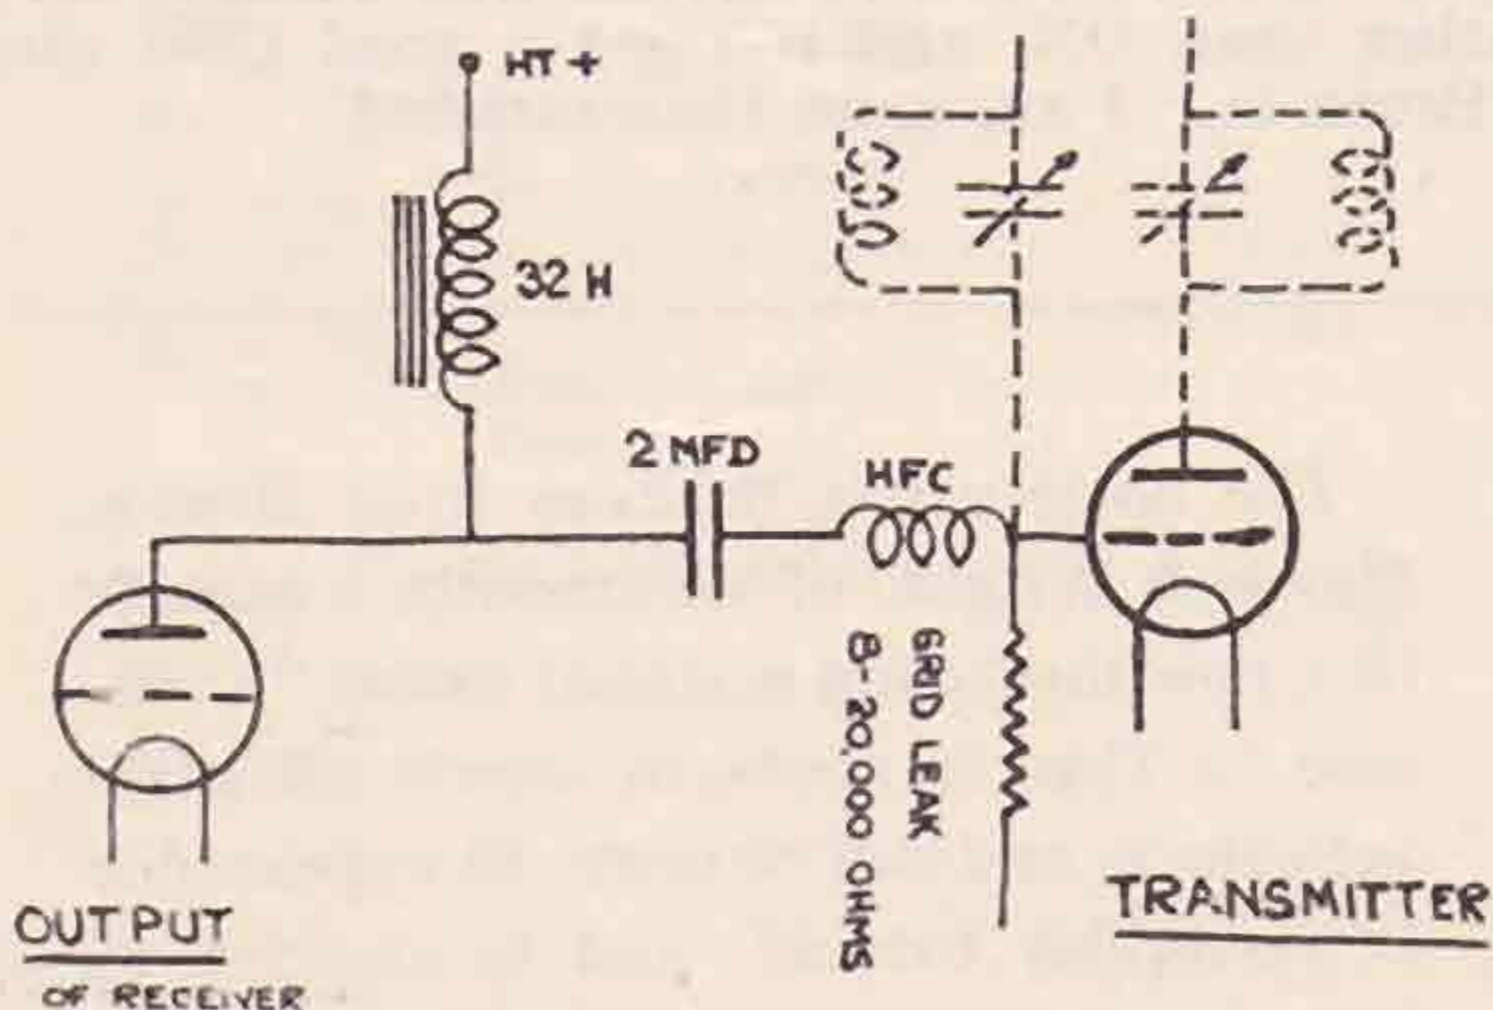 HT +
32 H
2 MFD
HFC
GRID LEAK
8-20,000 OHMS
OUTPUT
OF RECEIVER
TRANSMITTER